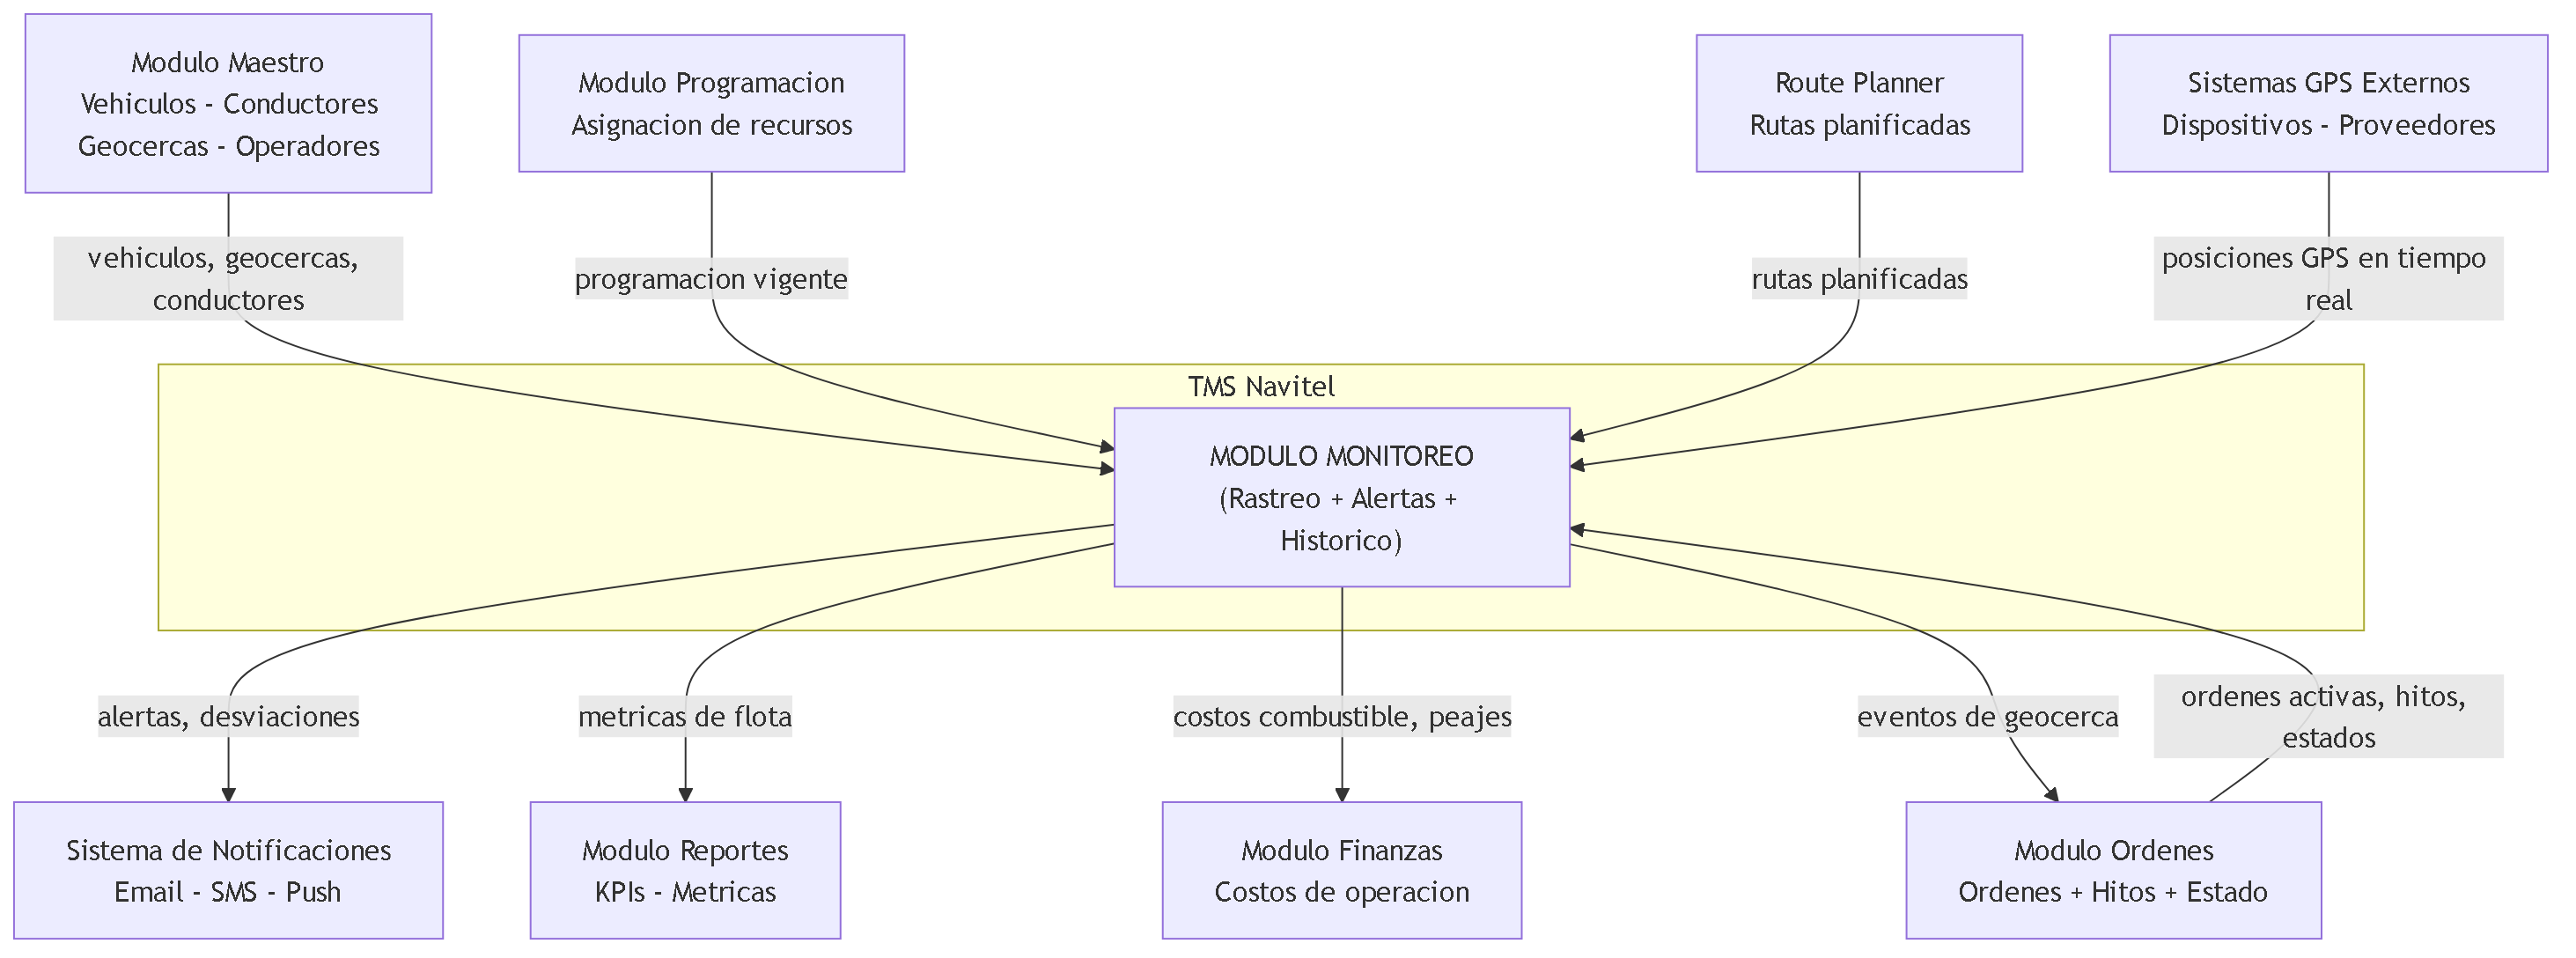 Modulo Maestro
Vehiculos - Conductores
Geocercas - Operadores
Modulo Programacion
Asignacion de recursos
Route Planner
Rutas planificadas
Sistemas GPS Externos
Dispositivos - Proveedores
vehiculos, geocercas,
conductores
programacion vigente
rutas planificadas
posiciones GPS en tiempo
real
TMS Navitel
MODULO MONITOREO
(Rastreo + Alertas +
Historico)
alertas, desviaciones
metricas de flota
costos combustible, peajes
eventos de geocerca
ordenes activas, hitos,
estados
Sistema de Notificaciones
Email - SMS - Push
Modulo Reportes
KPIs - Metricas
Modulo Finanzas
Costos de operacion
Modulo Ordenes
Ordenes + Hitos + Estado